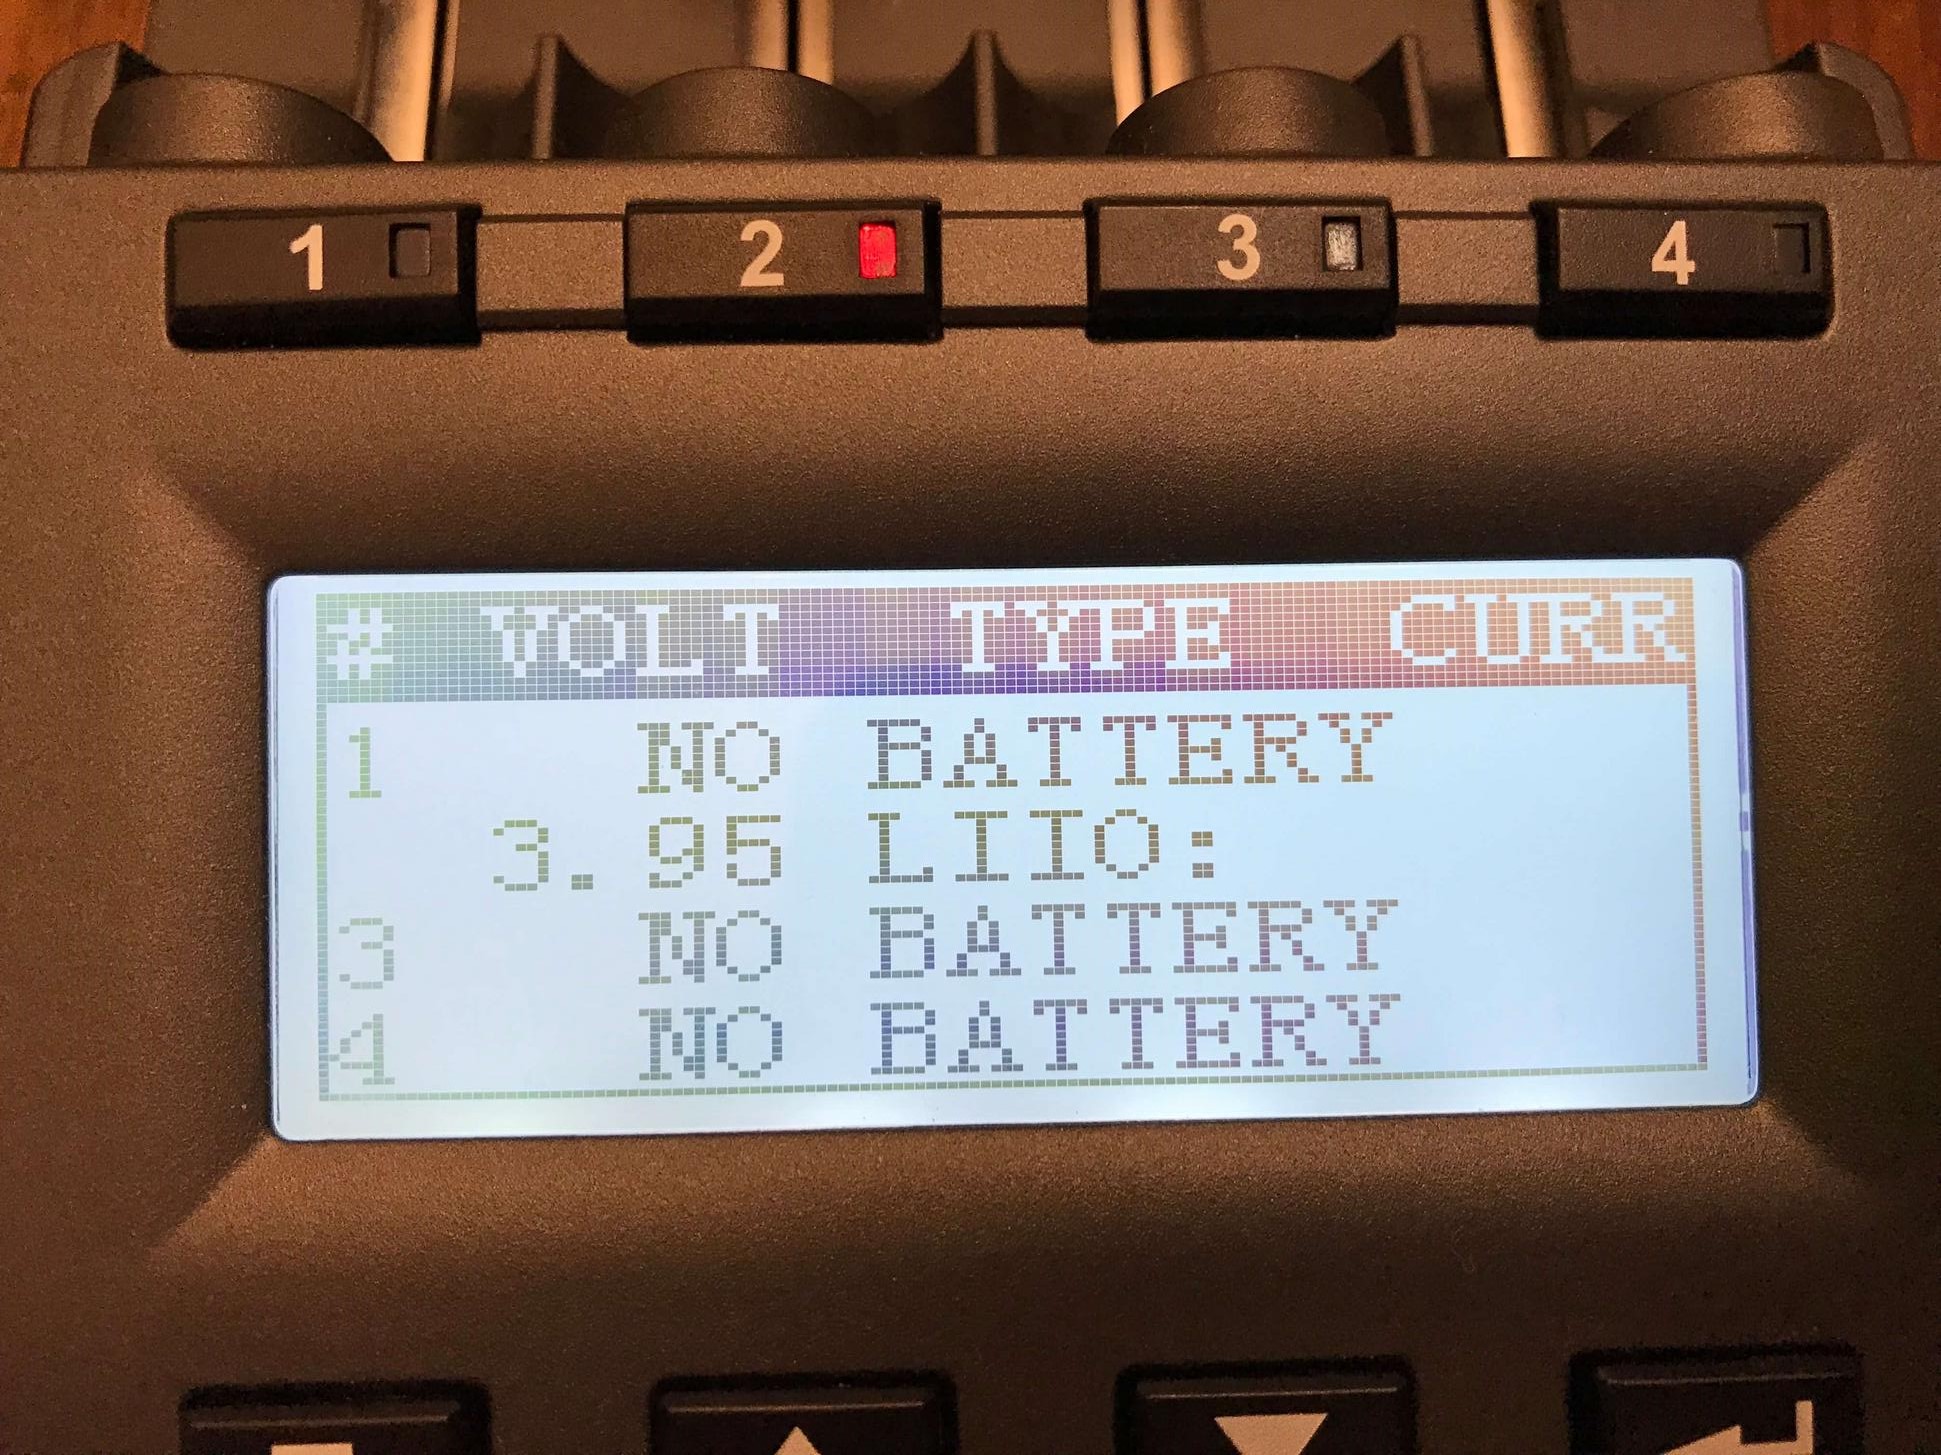 1 2 3 4
# VOLT TYPE CURR
1 NO BATTERY
3.95 LIIO:
3 NO BATTERY
4 NO BATTERY